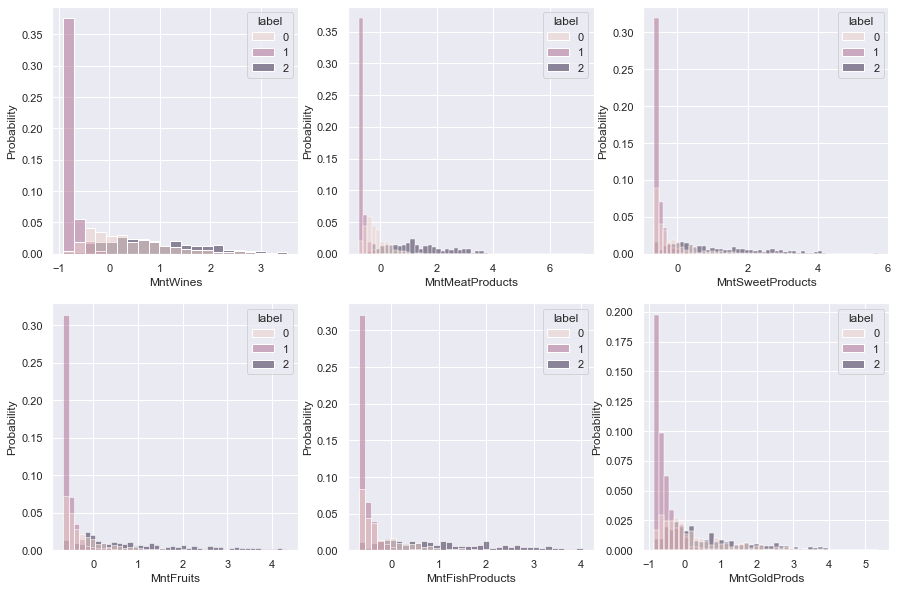 label
0
1
2
0.35
0.30
0.25
0.20
0.15
0.10
0.05
0.00
Probability
-1 0 1 2 3
MntWines
label
0
1
2
0.35
0.30
0.25
0.20
0.15
0.10
0.05
0.00
Probability
0 2 4 6
MntMeatProducts
label
0
1
2
0.30
0.25
0.20
0.15
0.10
0.05
0.00
Probability
0 2 4 6
MntSweetProducts
label
0
1
2
0.30
0.25
0.20
0.15
0.10
0.05
0.00
Probability
0 1 2 3 4
MntFruits
label
0
1
2
0.30
0.25
0.20
0.15
0.10
0.05
0.00
Probability
0 1 2 3 4
MntFishProducts
label
0
1
2
0.200
0.175
0.150
0.125
0.100
0.075
0.050
0.025
0.000
Probability
-1 0 1 2 3 4 5
MntGoldProds